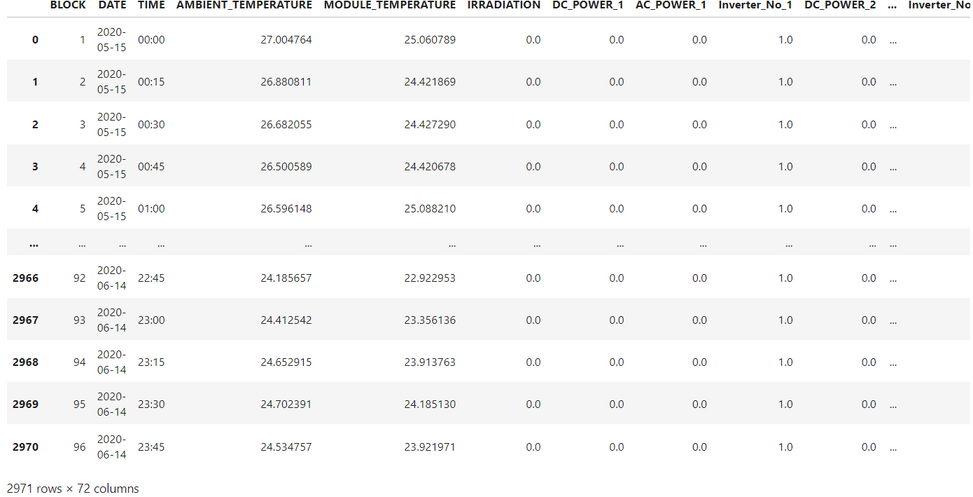 BLOCK DATE TIME AMBIENT_TEMPERATURE MODULE_TEMPERATURE IRRADIATION DC_POWER_1 AC_POWER_1 Inverter_No_1 DC_POWER_2 ... Inverter_No
0 1 2020-05-15 00:00 27.004764 25.060789 0.0 0.0 0.0 1.0 0.0 ...
1 2 2020-05-15 00:15 26.880811 24.421869 0.0 0.0 0.0 1.0 0.0 ...
2 3 2020-05-15 00:30 26.682055 24.427290 0.0 0.0 0.0 1.0 0.0 ...
3 4 2020-05-15 00:45 26.500589 24.420678 0.0 0.0 0.0 1.0 0.0 ...
4 5 2020-05-15 01:00 26.596148 25.088210 0.0 0.0 0.0 1.0 0.0 ...
... ... ... ... ... ... ... ... ... ... ... ...
2966 92 2020-06-14 22:45 24.185657 22.922953 0.0 0.0 0.0 1.0 0.0 ...
2967 93 2020-06-14 23:00 24.412542 23.356136 0.0 0.0 0.0 1.0 0.0 ...
2968 94 2020-06-14 23:15 24.652915 23.913763 0.0 0.0 0.0 1.0 0.0 ...
2969 95 2020-06-14 23:30 24.702391 24.185130 0.0 0.0 0.0 1.0 0.0 ...
2970 96 2020-06-14 23:45 24.534757 23.921971 0.0 0.0 0.0 1.0 0.0 ...
2971 rows × 72 columns